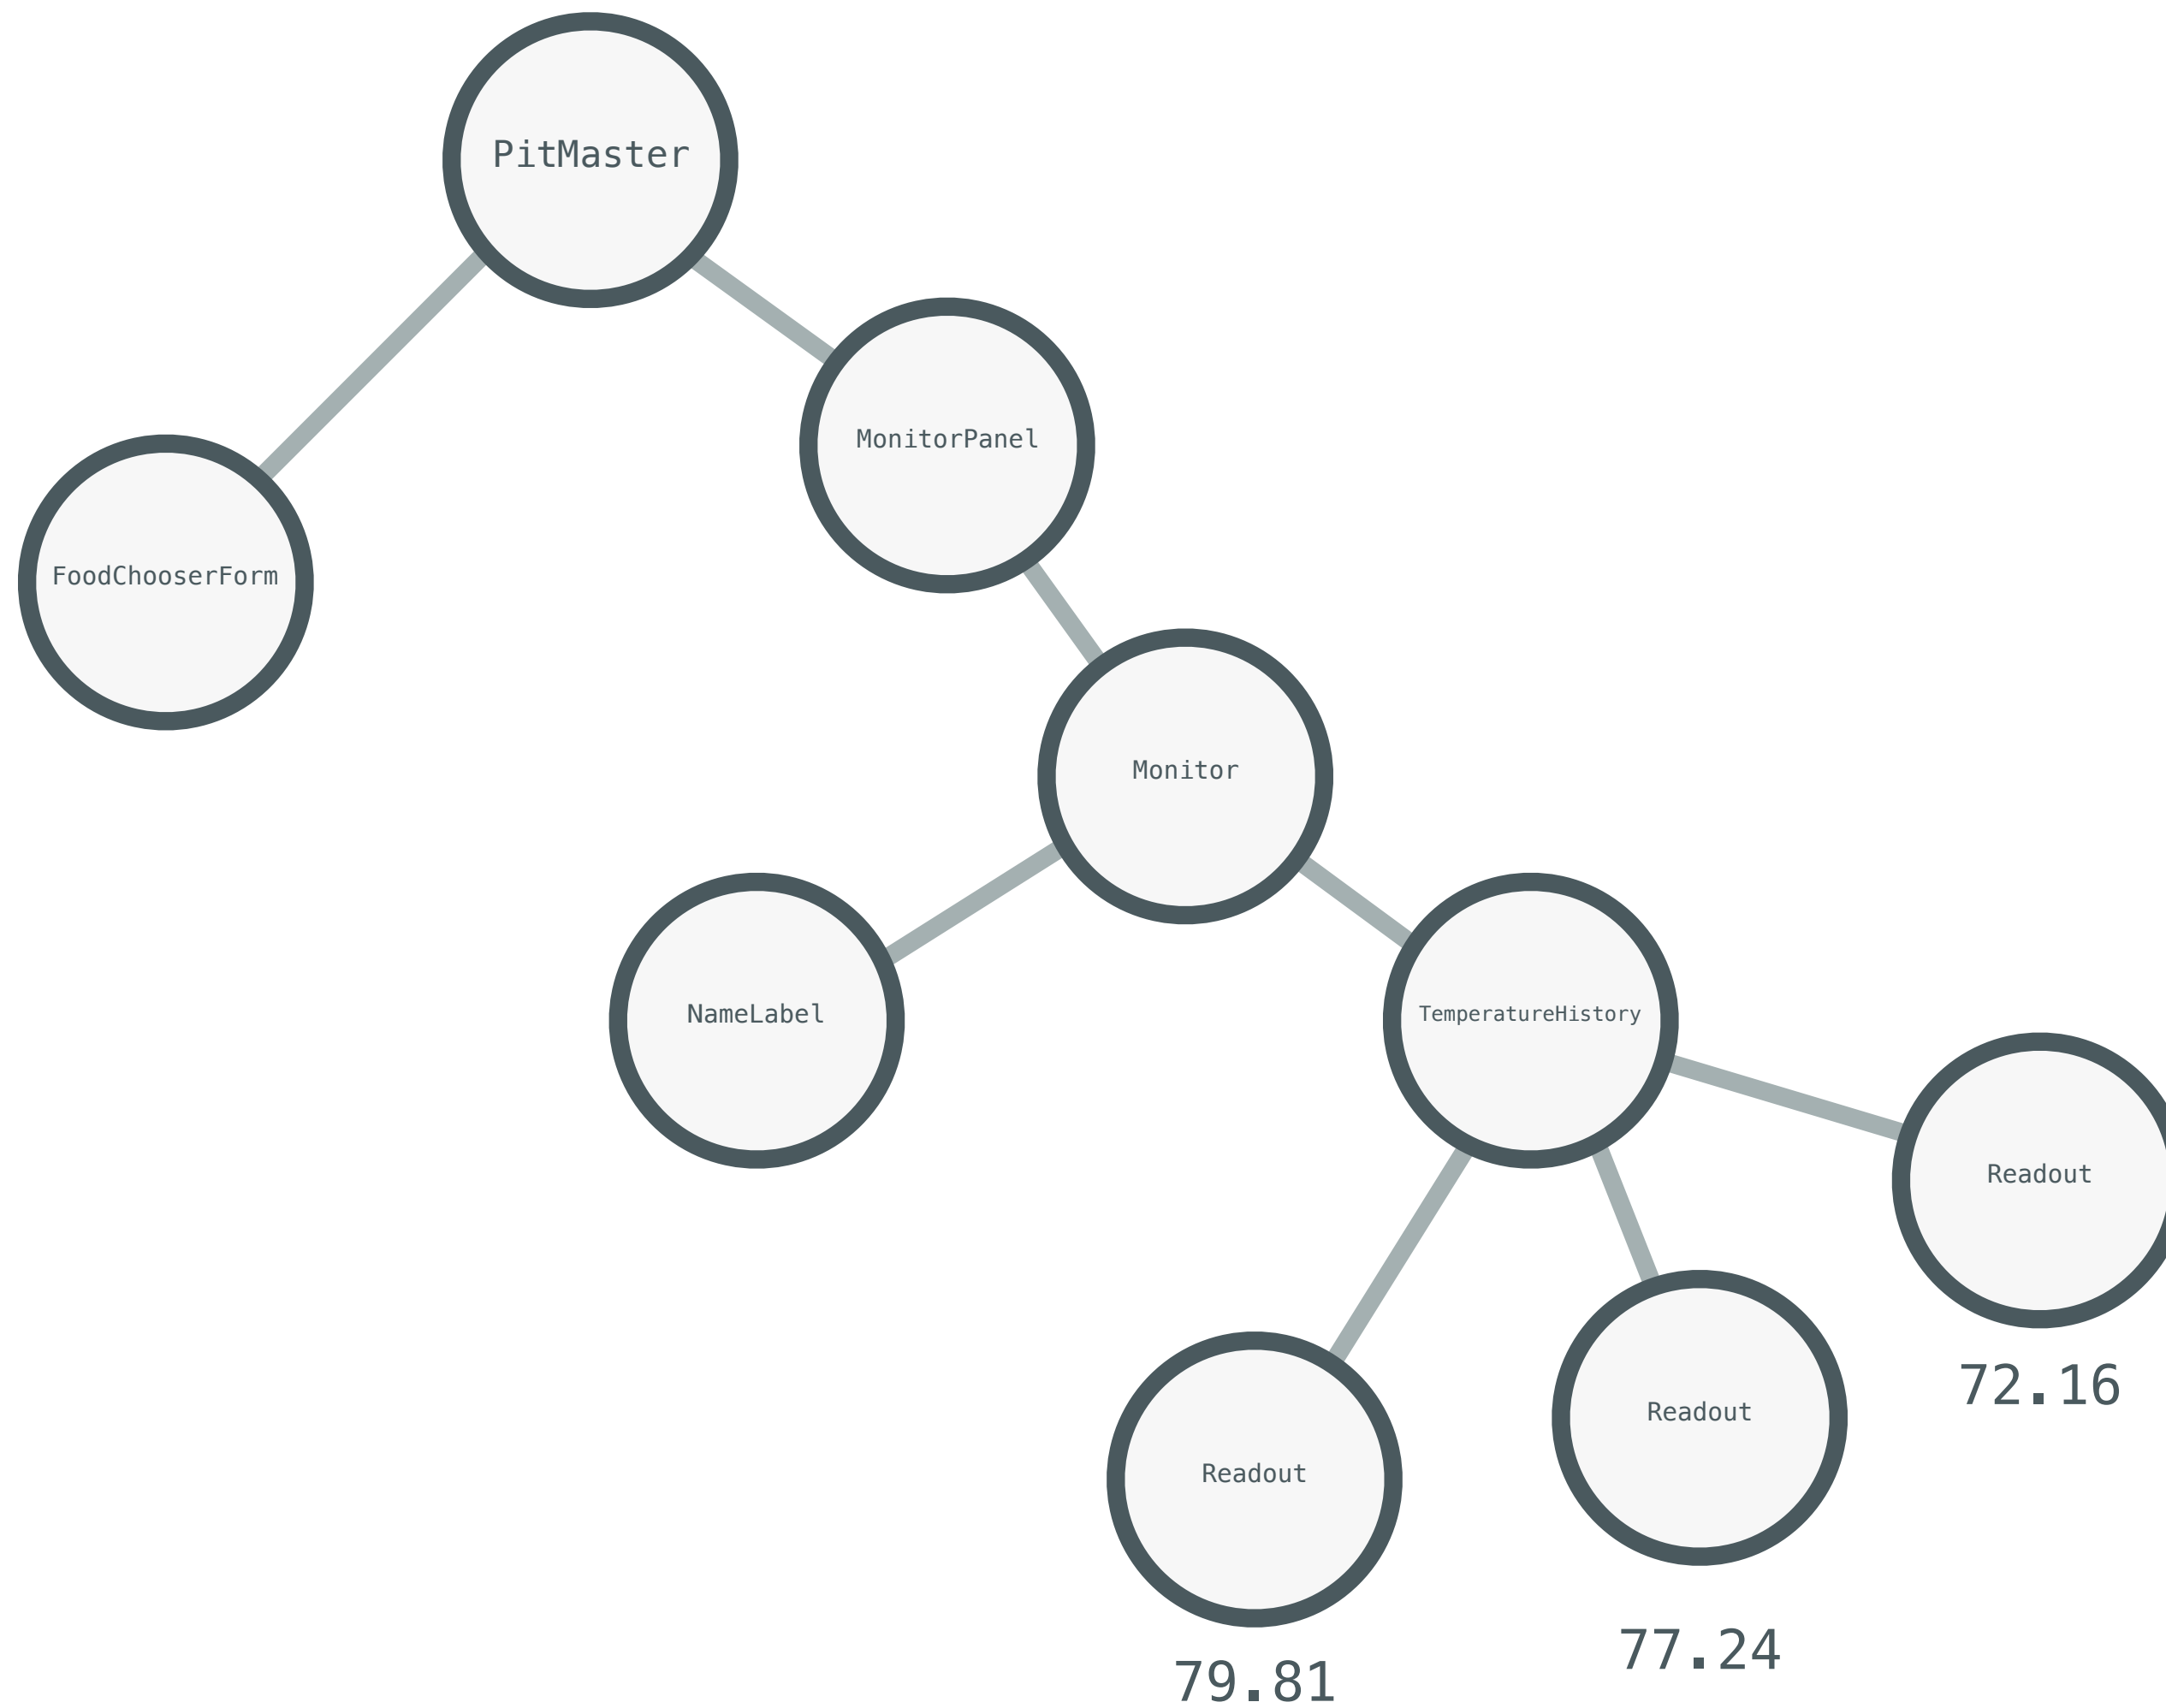 PitMaster
MonitorPanel
FoodChooserForm
Monitor
NameLabel
TemperatureHistory
Readout
72.16
Readout
77.24
Readout
79.81